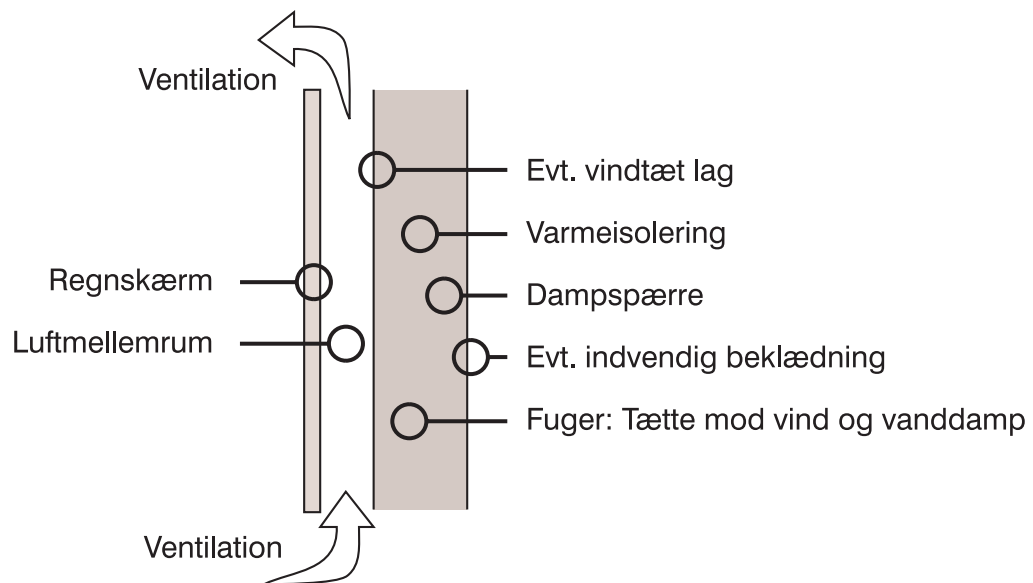 Ventilation
Evt. vindtæt lag
Varmeisolering
Regnskærm
Dampspærre
Luftmellemrum
Evt. indvendig beklædning
Fuger: Tætte mod vind og vanddamp
Ventilation